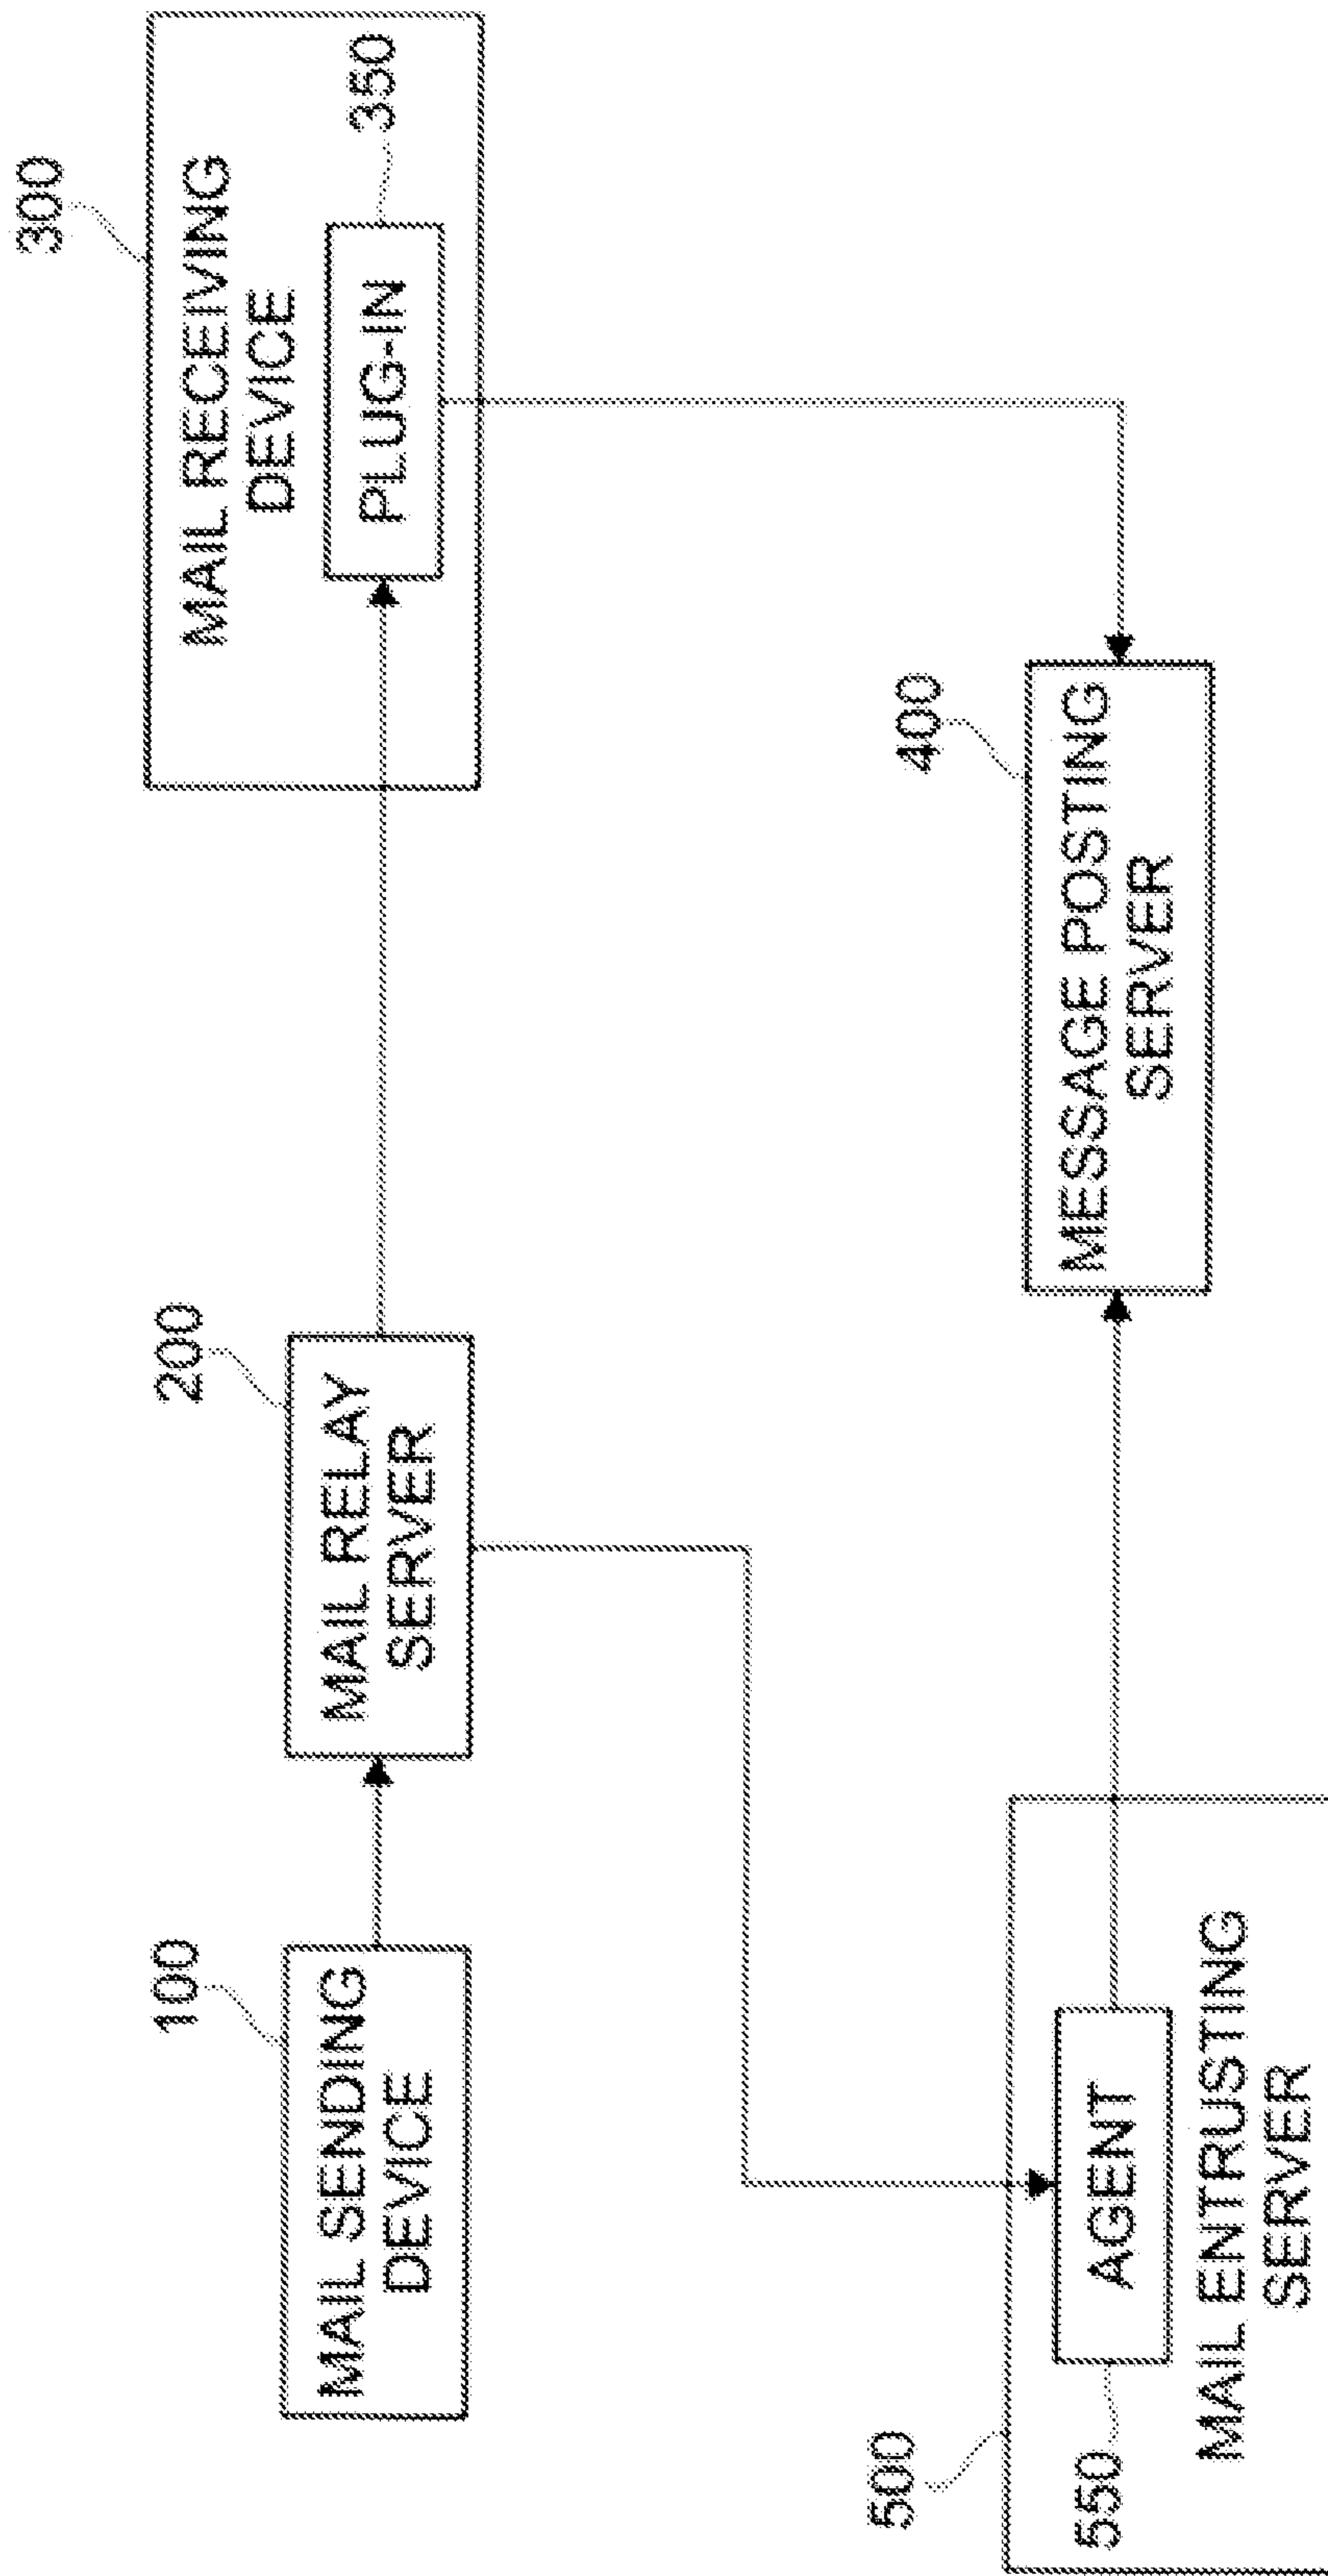 300
MAIL RECEIVING
DEVICE
PLUG-IN
350
200
MAIL RELAY
SERVER
100
MAIL SENDING
DEVICE
400
MESSAGE POSTING
SERVER
500
AGENT
550
MAIL ENTRUSTING
SERVER